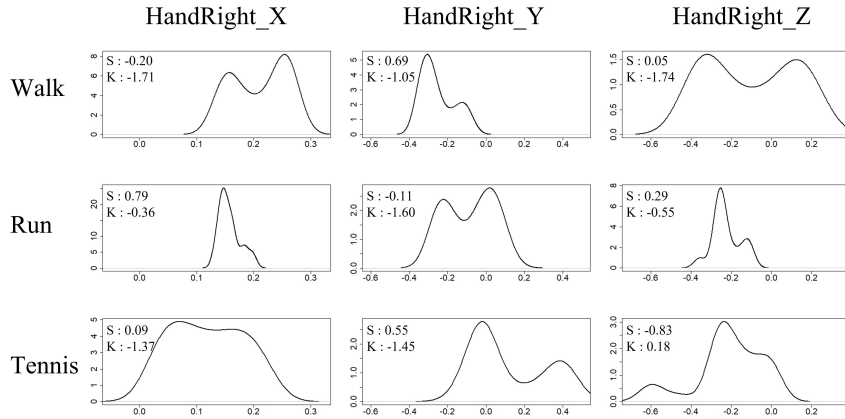 HandRight_X HandRight_Y HandRight_Z
Walk
S : -0.20
K : -1.71
0 2 4 6 8
0.0 0.1 0.2 0.3
S : 0.69
K : -1.05
0 1 2 3 4 5
-0.6 -0.4 -0.2 0.0 0.2 0.4
S : 0.05
K : -1.74
0.0 0.5 1.0 1.5
-0.6 -0.4 -0.2 0.0 0.2
Run
S : 0.79
K : -0.36
0 5 10 20
0.0 0.1 0.2 0.3
S : -0.11
K : -1.60
0.0 1.0 2.0
-0.6 -0.4 -0.2 0.0 0.2 0.4
S : 0.29
K : -0.55
0 2 4 6 8
-0.6 -0.4 -0.2 0.0 0.2
Tennis
S : 0.09
K : -1.37
0 1 2 3 4 5
0.0 0.1 0.2 0.3
S : 0.55
K : -1.45
0.0 1.0 2.0
-0.6 -0.4 -0.2 0.0 0.2 0.4
S : -0.83
K : 0.18
0.0 1.0 2.0 3.0
-0.6 -0.4 -0.2 0.0 0.2